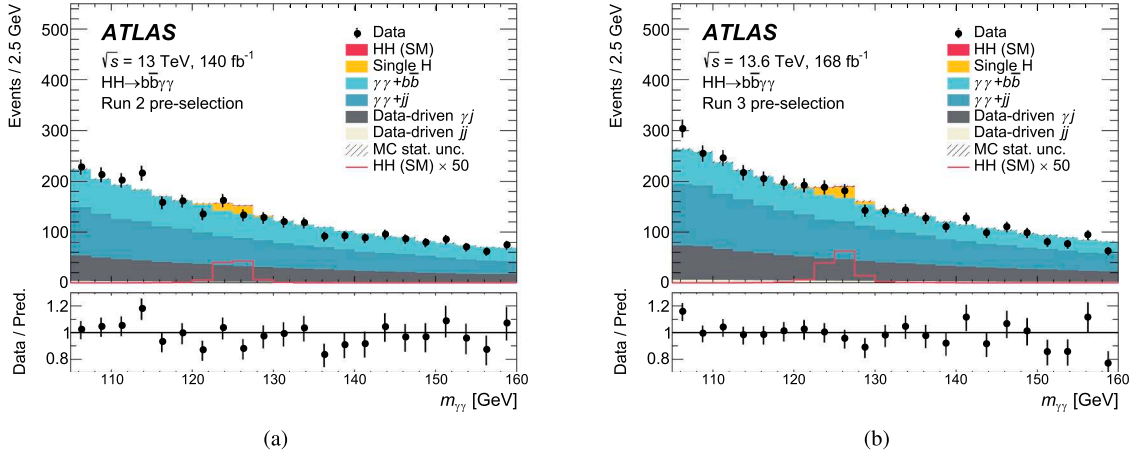 Events / 2.5 GeV
500
400
300
200
100
0
ATLAS
√s = 13 TeV, 140 fb⁻¹
HH→bb̅γγ
Run 2 pre-selection
Data
HH (SM)
Single H
γγ+bb̅
γγ+jj
Data-driven γj
Data-driven jj
MC stat. unc.
HH (SM) × 50
Data / Pred.
1.2
1
0.8
110 120 130 140 150 160
mγγ [GeV]
(a)
Events / 2.5 GeV
500
400
300
200
100
0
ATLAS
√s = 13.6 TeV, 168 fb⁻¹
HH→bb̅γγ
Run 3 pre-selection
Data
HH (SM)
Single H
γγ+bb̅
γγ+jj
Data-driven γj
Data-driven jj
MC stat. unc.
HH (SM) × 50
Data / Pred.
1.2
1
0.8
110 120 130 140 150 160
mγγ [GeV]
(b)